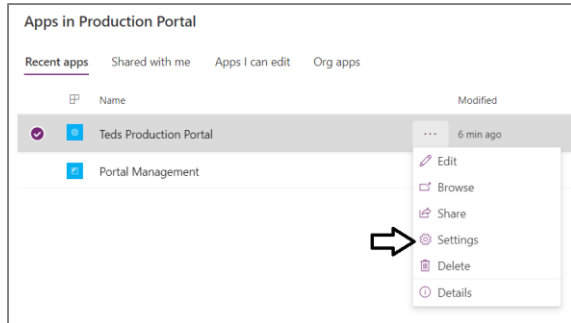 Apps in Production Portal
Recent apps Shared with me Apps I can edit Org apps
Name Modified
Teds Production Portal ... 6 min ago
Portal Management
Edit
Browse
Share
Settings
Delete
Details